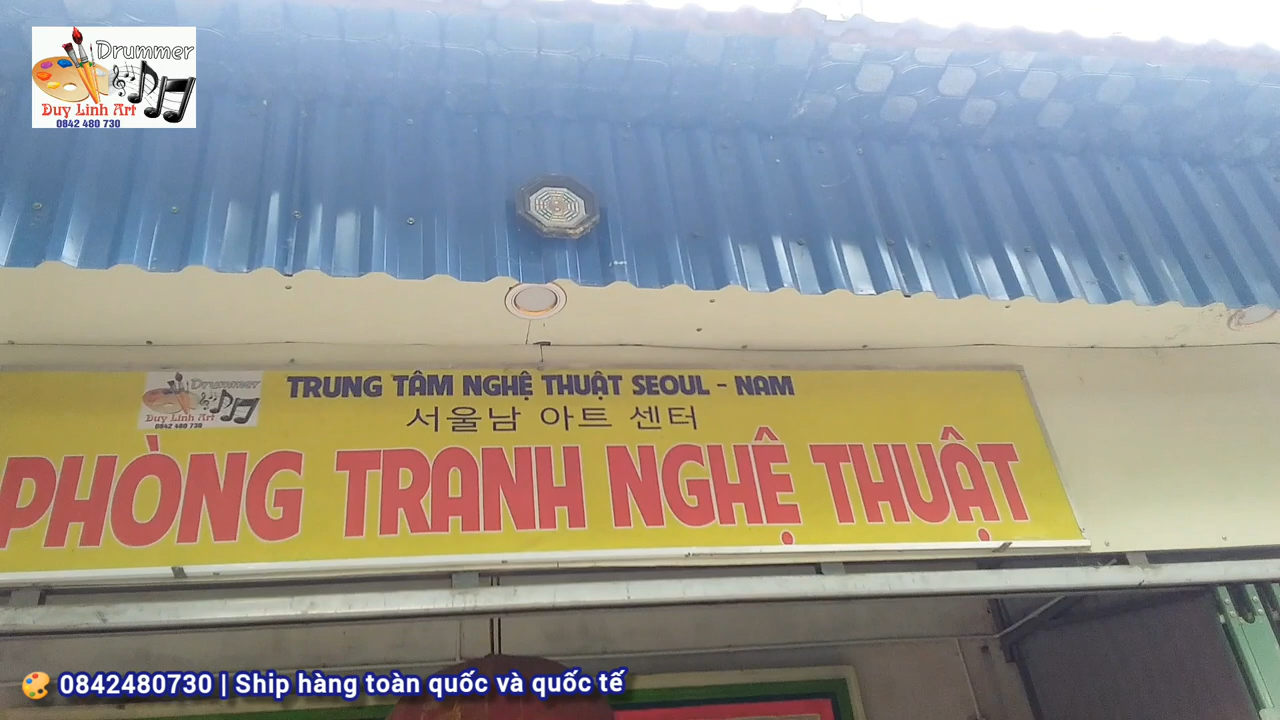 Drummer
Duy Linh Art
0842 480 730
Drummer
Duy Linh Art
0842 480 730
TRUNG TÂM NGHỆ THUẬT SEOUL - NAM
서울남 아트 센터
PHÒNG TRANH NGHỆ THUẬT
0842480730 | Ship hàng toàn quốc và quốc tế